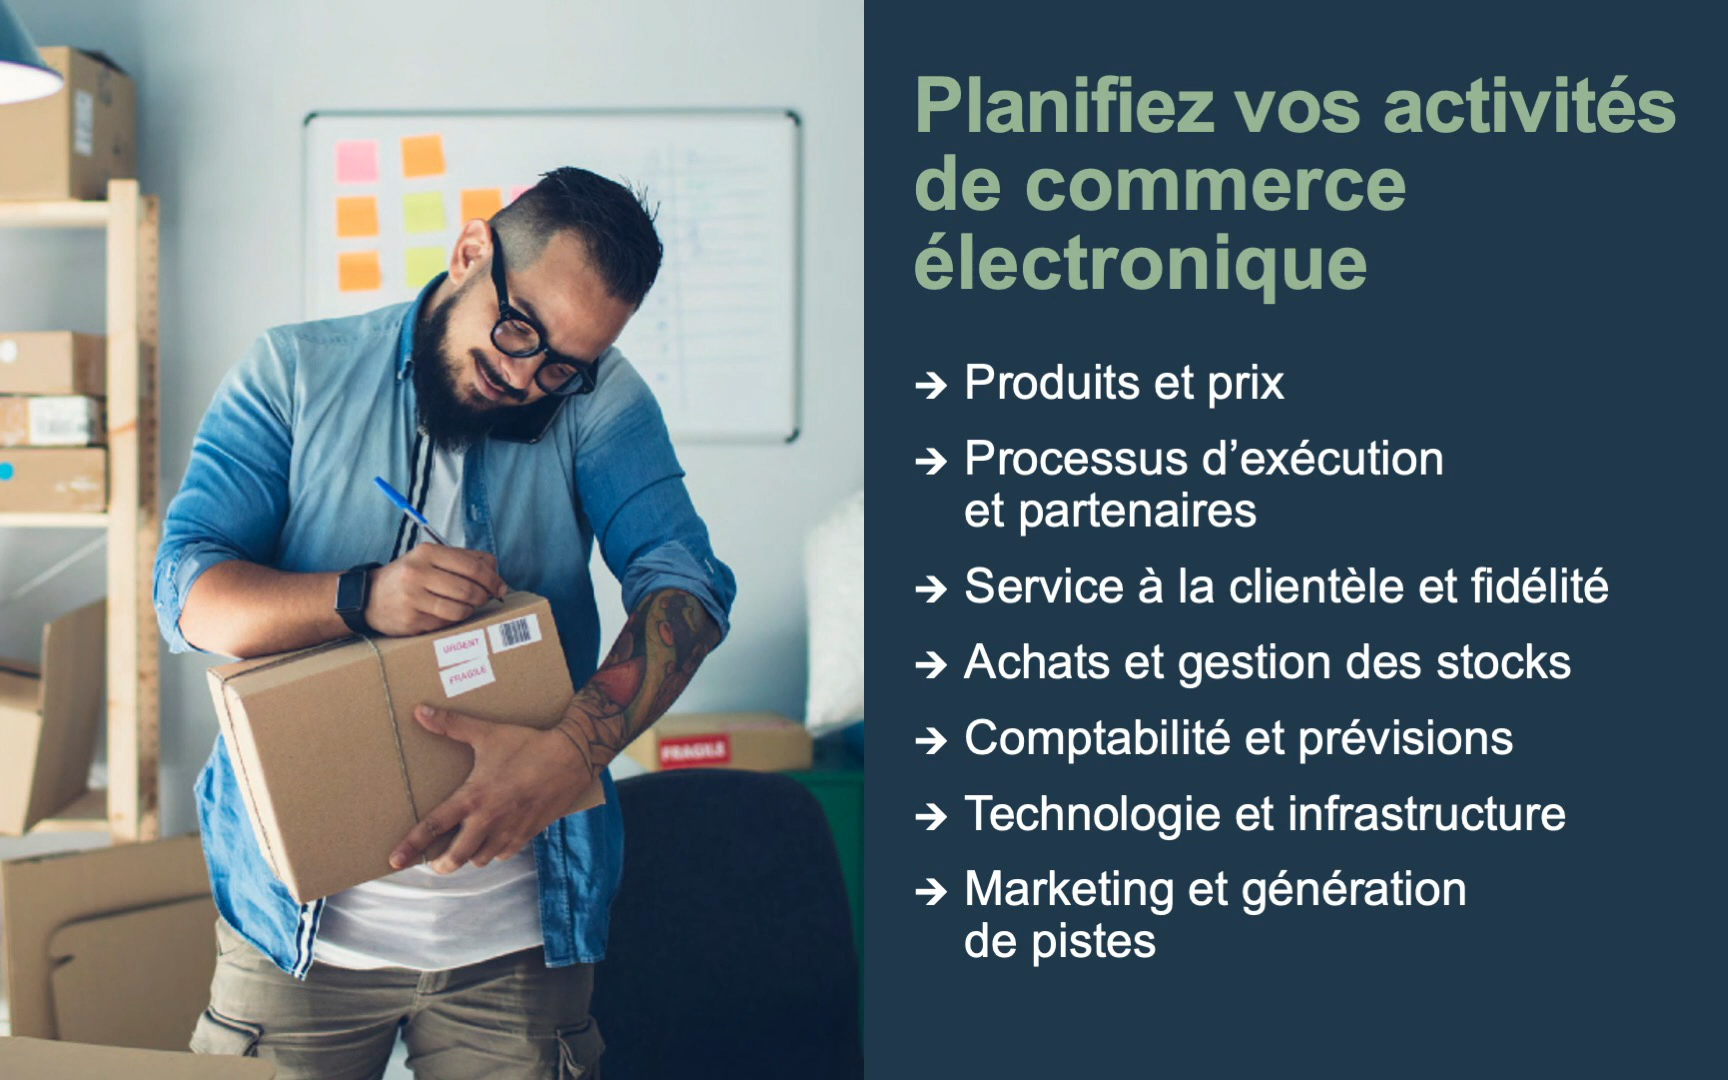 Planifiez vos activités
de commerce
électronique
➔ Produits et prix
➔ Processus d’exécution
et partenaires
➔ Service à la clientèle et fidélité
➔ Achats et gestion des stocks
➔ Comptabilité et prévisions
➔ Technologie et infrastructure
➔ Marketing et génération
de pistes
URGENT
FRAGILE
FRAGILE